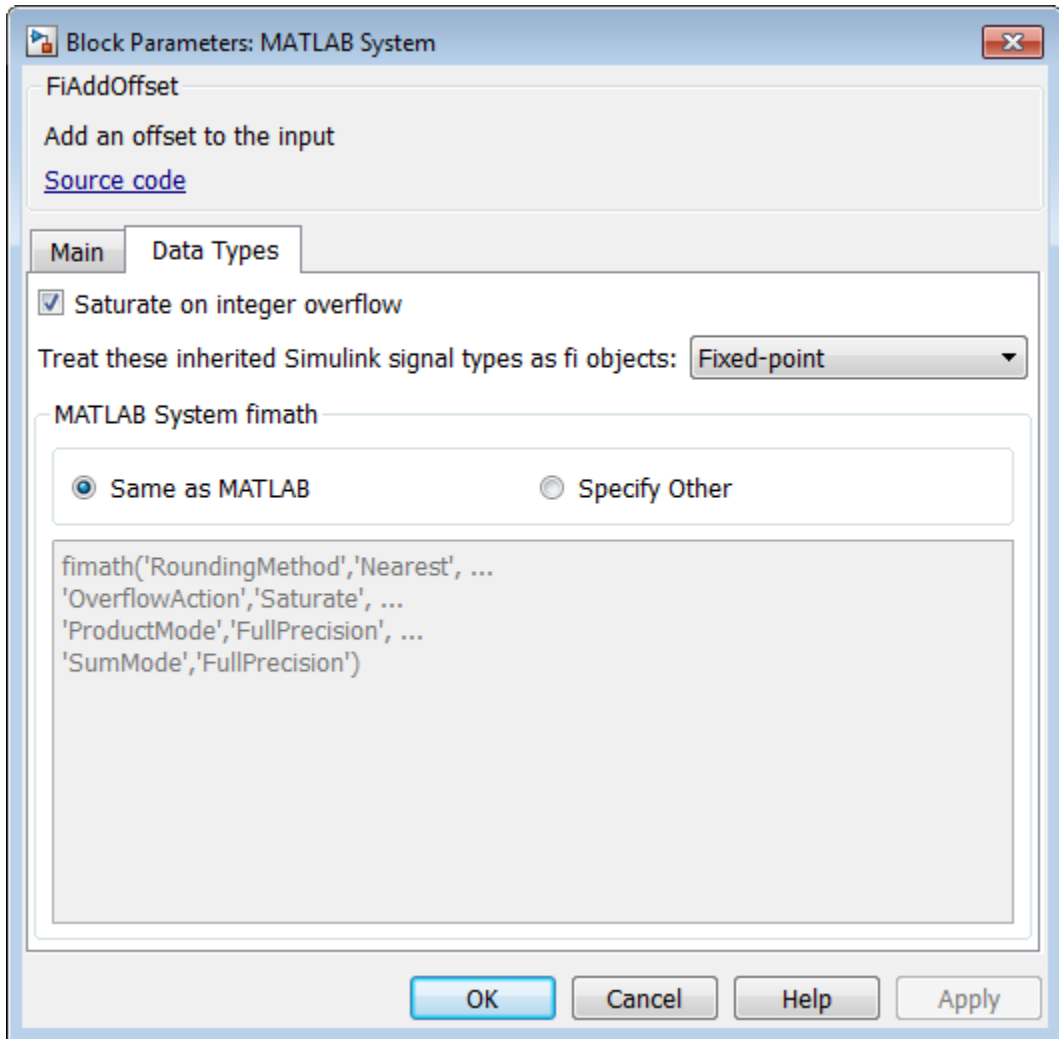 Block Parameters: MATLAB System
FiAddOffset
Add an offset to the input
Source code
Main Data Types
Saturate on integer overflow
Treat these inherited Simulink signal types as fi objects: Fixed-point
MATLAB System fimath
Same as MATLAB Specify Other
fimath('RoundingMethod','Nearest', ...
'OverflowAction','Saturate', ...
'ProductMode','FullPrecision', ...
'SumMode','FullPrecision')
OK Cancel Help Apply